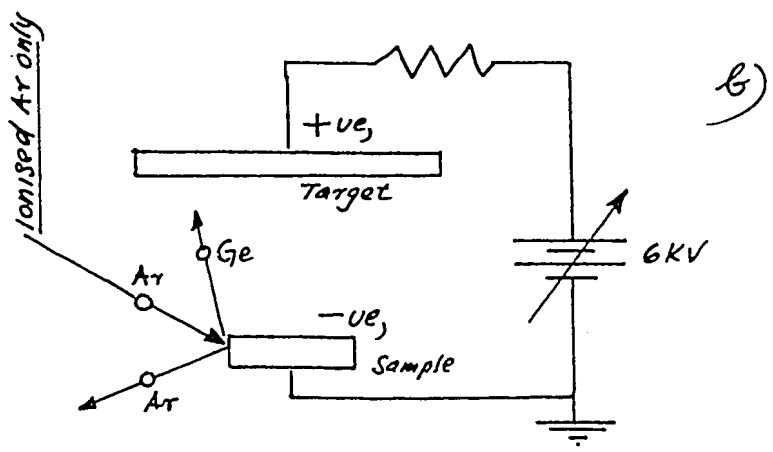 Ionised Ar only
b)
+ve,
Target
Ge
Ar
6KV
-ve,
Sample
Ar